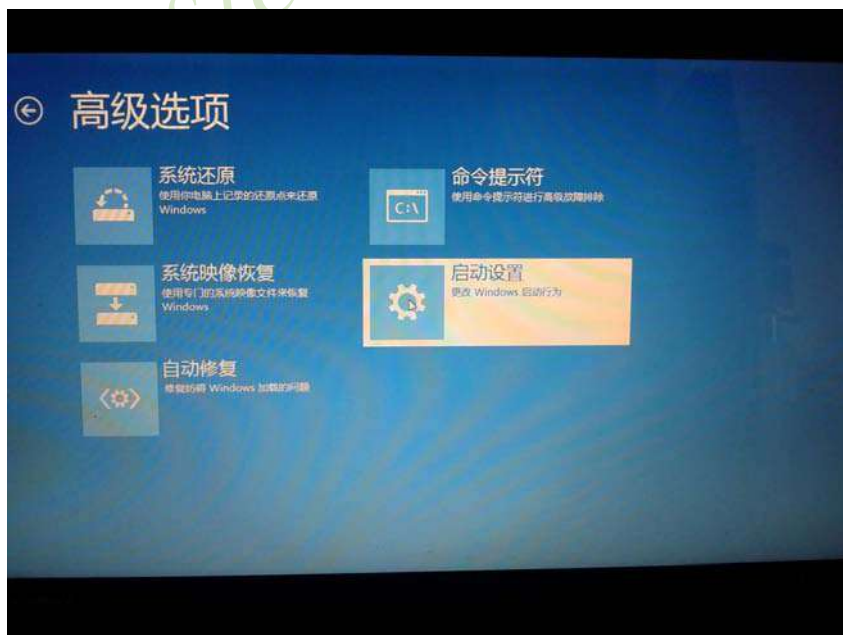 高级选项
系统还原
使用你电脑上记录的还原点来还原
Windows
命令提示符
使用命令提示符进行高级故障排除
C:\
系统映像恢复
使用专门的系统映像文件来恢复
Windows
启动设置
更改 Windows 启动行为
自动修复
修复妨碍 Windows 加载的问题